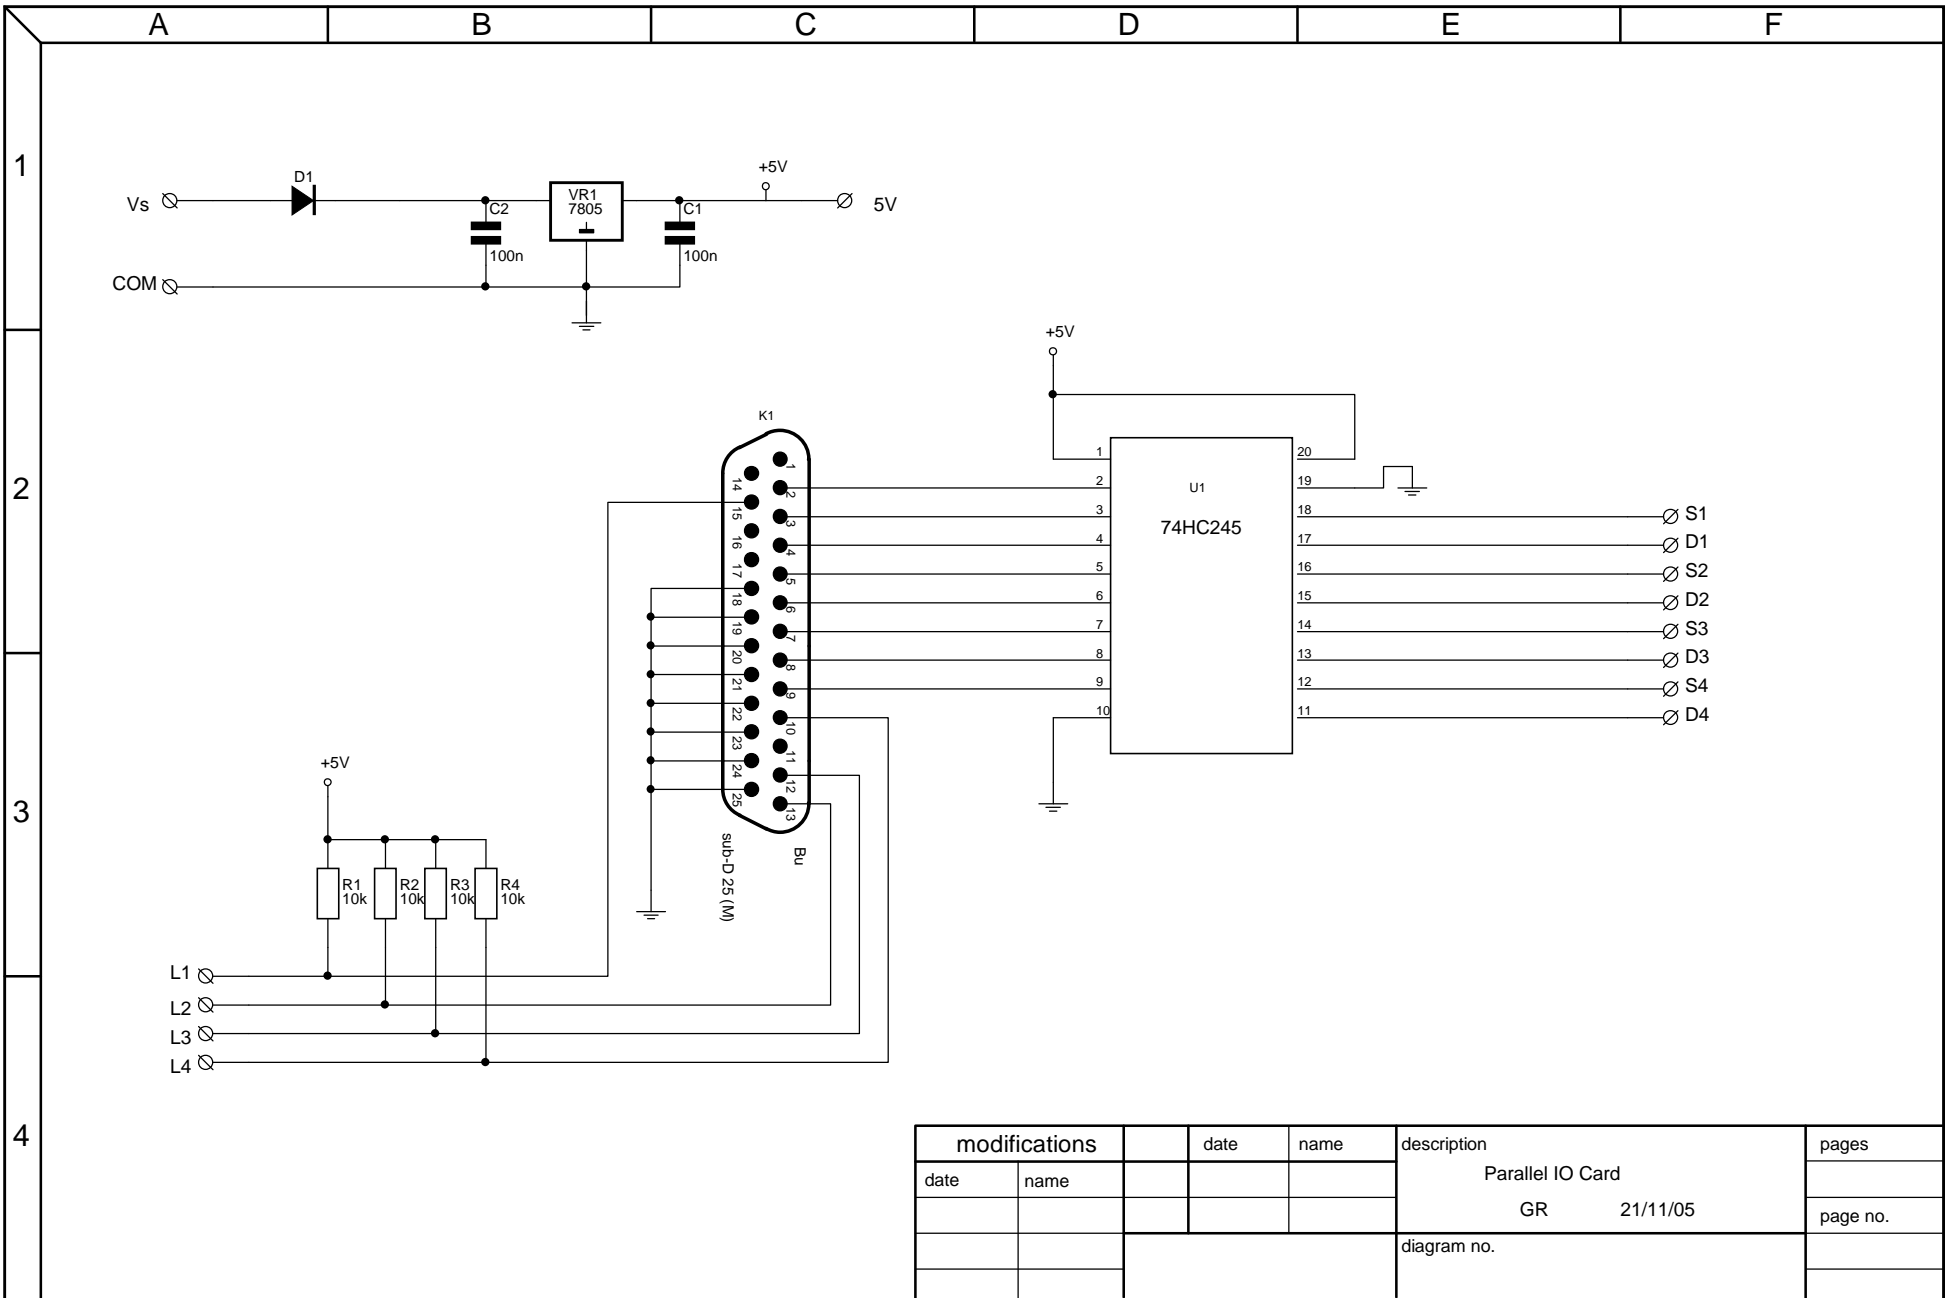 A B C D E F
1
2
3
4
Vs
D1
C2
100n
VR1
7805
C1
100n
+5V
5V
COM
K1
1
2
3
4
5
6
7
8
9
10
11
12
13
14
15
16
17
18
19
20
21
22
23
24
25
sub-D 25 (M)
Bu
+5V
U1
74HC245
1
2
3
4
5
6
7
8
9
10
20
19
18
17
16
15
14
13
12
11
S1
D1
S2
D2
S3
D3
S4
D4
+5V
R1
10k
R2
10k
R3
10k
R4
10k
L1
L2
L3
L4
modifications
date name
date name
description
Parallel IO Card
GR 21/11/05
diagram no.
pages
page no.